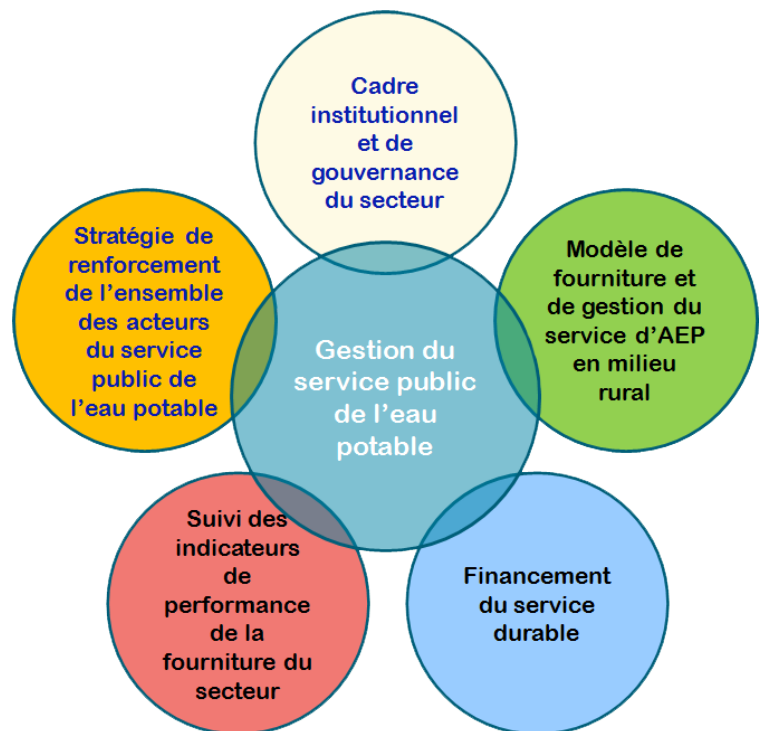 Cadre
institutionnel
et de
gouvernance
du secteur
Stratégie de
renforcement
de l’ensemble
des acteurs
du service
public de
l’eau potable
Modèle de
fourniture et
de gestion du
service d’AEP
en milieu
rural
Gestion du
service public
de l’eau
potable
Suivi des
indicateurs
de
performance
de la
fourniture du
secteur
Financement
du service
durable